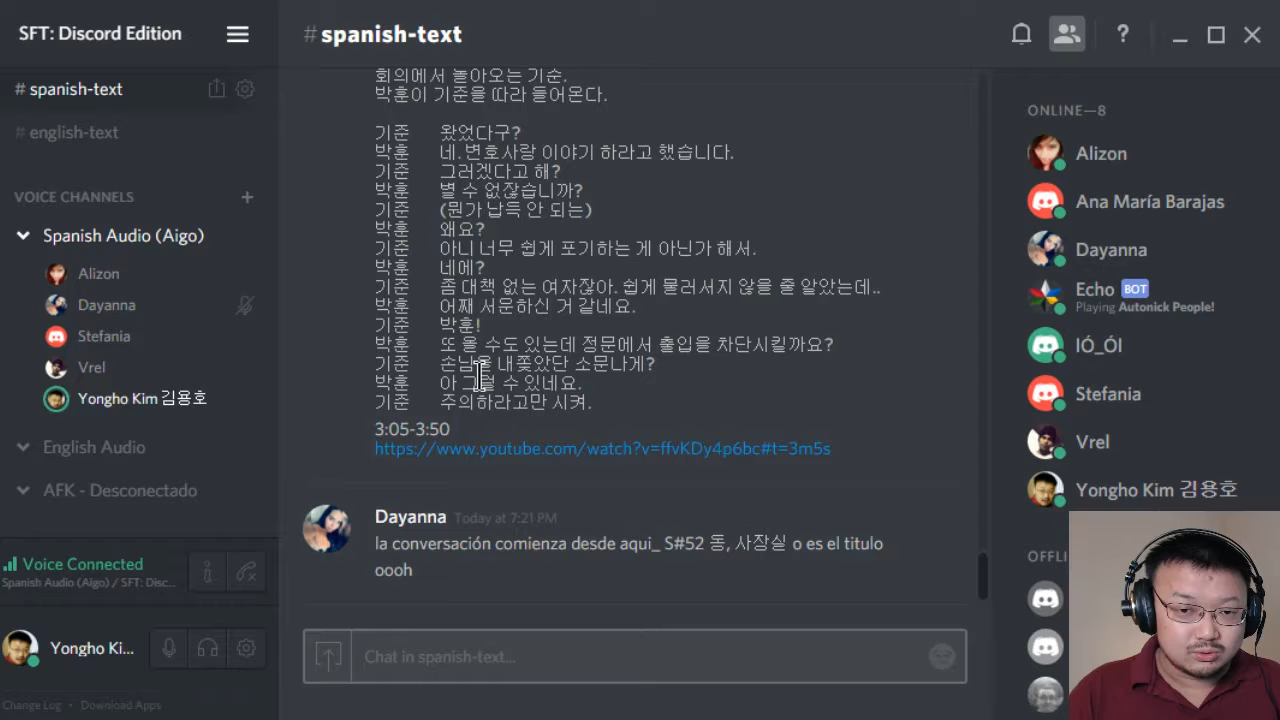 SFT: Discord Edition
# spanish-text
# english-text
VOICE CHANNELS
Spanish Audio (Aigo)
Alizon
Dayanna
Stefania
Vrel
Yongho Kim 김용호
English Audio
AFK - Desconectado
Voice Connected
Spanish Audio (Aigo) / SFT: Disc...
Yongho Ki...
Change Log • Download Apps
# spanish-text
회의에서 돌아오는 기준.
박훈이 기준을 따라 들어온다.
기준 왔었다구?
박훈 네. 변호사랑 이야기 하라고 했습니다.
기준 그러겠다고 해?
박훈 별 수 없잖습니까?
기준 (뭔가 납득 안 되는)
박훈 왜요?
기준 아니 너무 쉽게 포기하는 게 아닌가 해서.
박훈 네에?
기준 좀 대책 없는 여자잖아. 쉽게 물러서지 않을 줄 알았는데..
박훈 어째 서운하신 거 같네요.
기준 박훈!
박훈 또 올 수도 있는데 정문에서 출입을 차단시킬까요?
기준 손님을 내쫒았단 소문나게?
박훈 아 그럴 수 있네요.
기준 주의하라고만 시켜.
3:05-3:50
https://www.youtube.com/watch?v=ffvKDy4p6bc#t=3m5s
Dayanna Today at 7:21 PM
la conversación comienza desde aqui_ S#52 동, 사장실 o es el titulo
oooh
Chat in spanish-text...
ONLINE—8
Alizon
Ana María Barajas
Dayanna
Echo BOT
Playing Autonick People!
IÓ_ÓI
Stefania
Vrel
Yongho Kim 김용호
OFFLI